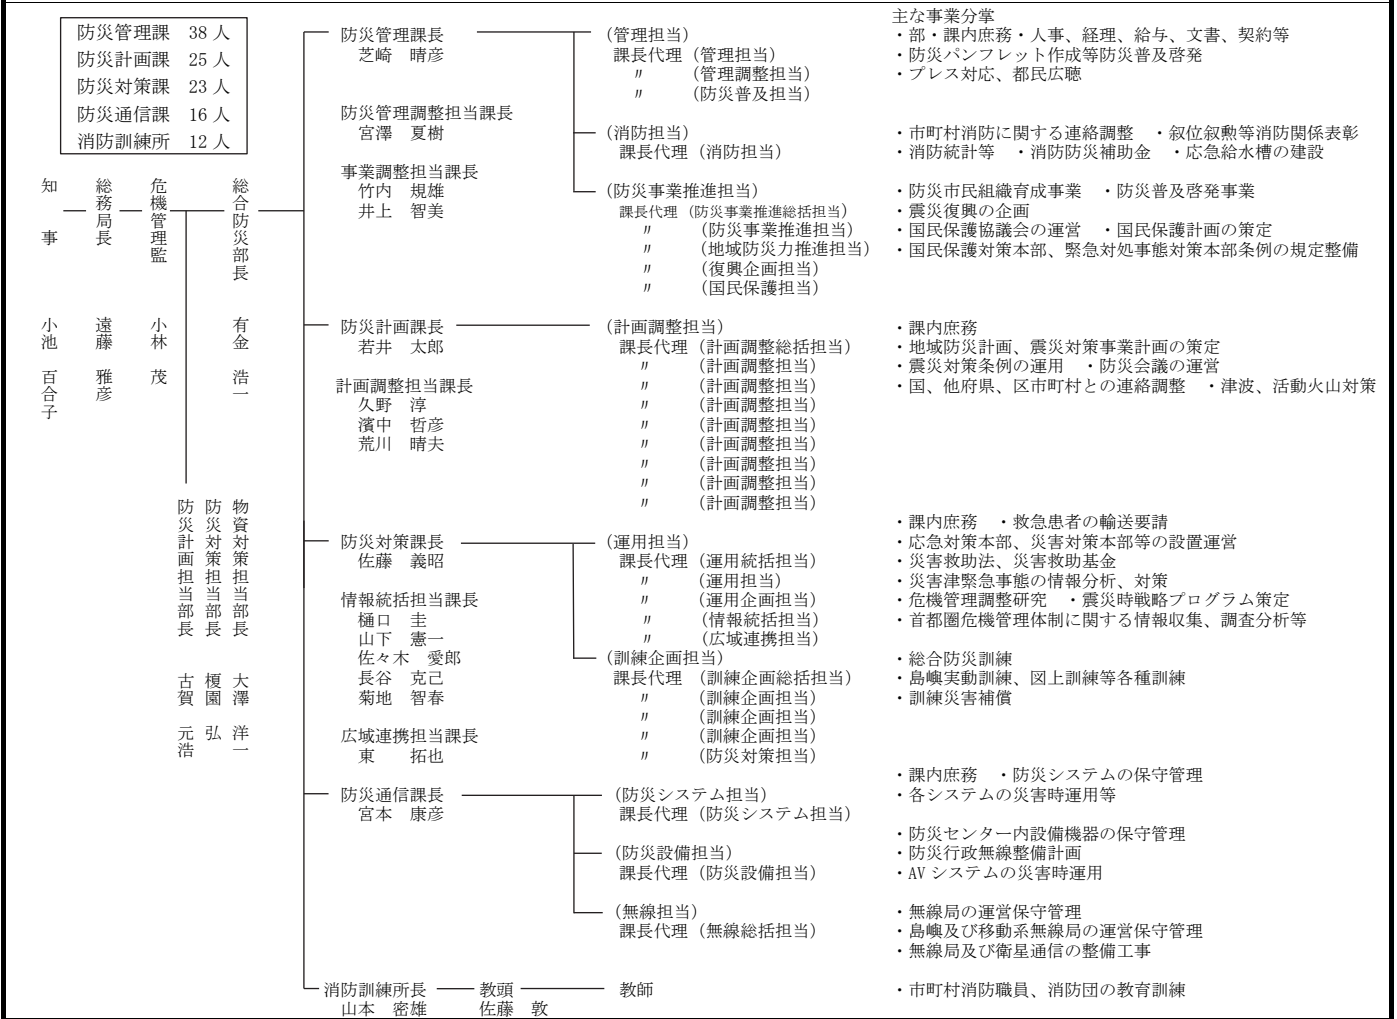 防災管理課　38 人
防災計画課　25 人
防災対策課　23 人
防災通信課　16 人
消防訓練所　12 人
知事　小池　百合子
総務局長　遠藤　雅彦
危機管理監　小林　茂
総合防災部長　有金　浩一
物資対策担当部長　大澤　洋一
防災対策担当部長　榎園　弘
防災計画担当部長　古賀　元浩
防災管理課長
芝崎　晴彦
防災管理調整担当課長
宮澤　夏樹
事業調整担当課長
竹内　規雄
井上　智美
(管理担当)
課長代理（管理担当）
〃　（管理調整担当）
〃　（防災普及担当）
(消防担当)
課長代理（消防担当）
(防災事業推進担当)
課長代理（防災事業推進総括担当）
〃　（防災事業推進担当）
〃　（地域防災力推進担当）
〃　（復興企画担当）
〃　（国民保護担当）
主な事業分掌
・部・課内庶務・人事、経理、給与、文書、契約等
・防災パンフレット作成等防災普及啓発
・プレス対応、都民広聴
・市町村消防に関する連絡調整　・叙位叙勲等消防関係表彰
・消防統計等　・消防防災補助金　・応急給水槽の建設
・防災市民組織育成事業　・防災普及啓発事業
・震災復興の企画
・国民保護協議会の運営　・国民保護計画の策定
・国民保護対策本部、緊急対処事態対策本部条例の規定整備
防災計画課長
若井　太郎
計画調整担当課長
久野　淳
濱中　哲彦
荒川　晴夫
(計画調整担当)
課長代理（計画調整総括担当）
〃　（計画調整担当）
〃　（計画調整担当）
〃　（計画調整担当）
〃　（計画調整担当）
〃　（計画調整担当）
〃　（計画調整担当）
〃　（計画調整担当）
〃　（計画調整担当）
・課内庶務
・地域防災計画、震災対策事業計画の策定
・震災対策条例の運用　・防災会議の運営
・国、他府県、区市町村との連絡調整　・津波、活動火山対策
防災対策課長
佐藤　義昭
情報統括担当課長
樋口　圭
山下　憲一
佐々木　愛郎
長谷　克己
菊地　智春
広域連携担当課長
東　拓也
(運用担当)
課長代理（運用統括担当）
〃　（運用担当）
〃　（運用企画担当）
〃　（情報統括担当）
〃　（広域連携担当）
(訓練企画担当)
課長代理（訓練企画総括担当）
〃　（訓練企画担当）
〃　（訓練企画担当）
〃　（訓練企画担当）
〃　（防災対策担当）
・課内庶務　・救急患者の輸送要請
・応急対策本部、災害対策本部等の設置運営
・災害救助法、災害救助基金
・災害津緊急事態の情報分析、対策
・危機管理調整研究　・震災時戦略プログラム策定
・首都圏危機管理体制に関する情報収集、調査分析等
・総合防災訓練
・島嶼実動訓練、図上訓練等各種訓練
・訓練災害補償
防災通信課長
宮本　康彦
(防災システム担当)
課長代理（防災システム担当）
(防災設備担当)
課長代理（防災設備担当）
(無線担当)
課長代理（無線総括担当）
・課内庶務　・防災システムの保守管理
・各システムの災害時運用等
・防災センター内設備機器の保守管理
・防災行政無線整備計画
・AV システムの災害時運用
・無線局の運営保守管理
・島嶼及び移動系無線局の運営保守管理
・無線局及び衛星通信の整備工事
消防訓練所長　教頭　教師
山本　密雄　佐藤　敦
・市町村消防職員、消防団の教育訓練